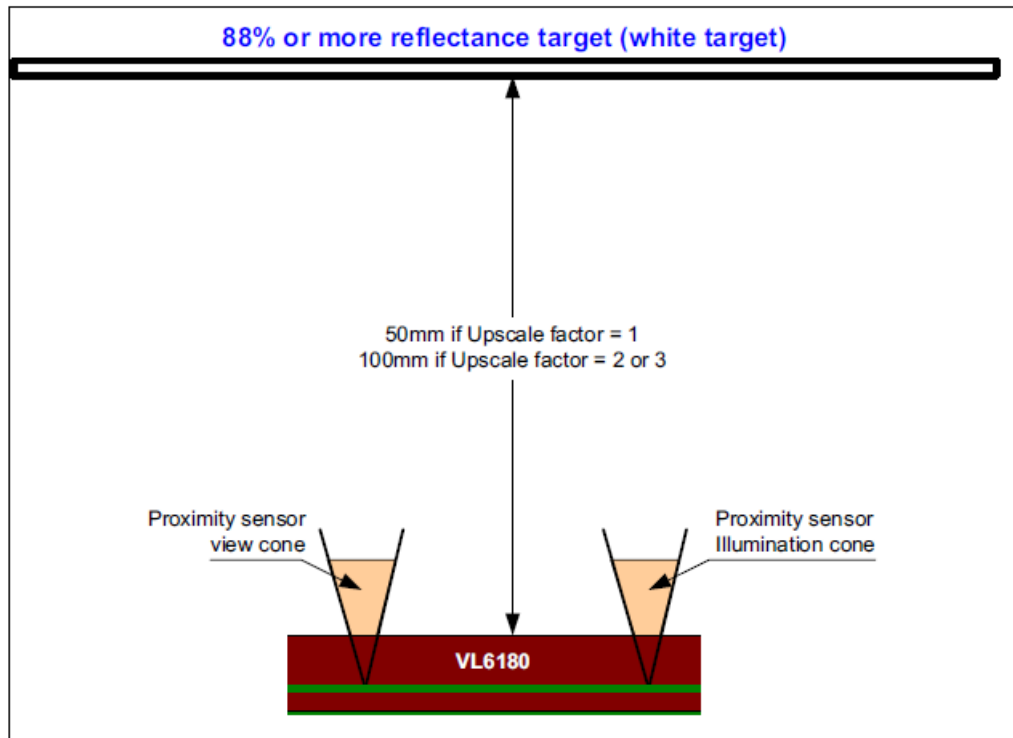 88% or more reflectance target (white target)
50mm if Upscale factor = 1
100mm if Upscale factor = 2 or 3
Proximity sensor
view cone
Proximity sensor
Illumination cone
VL6180